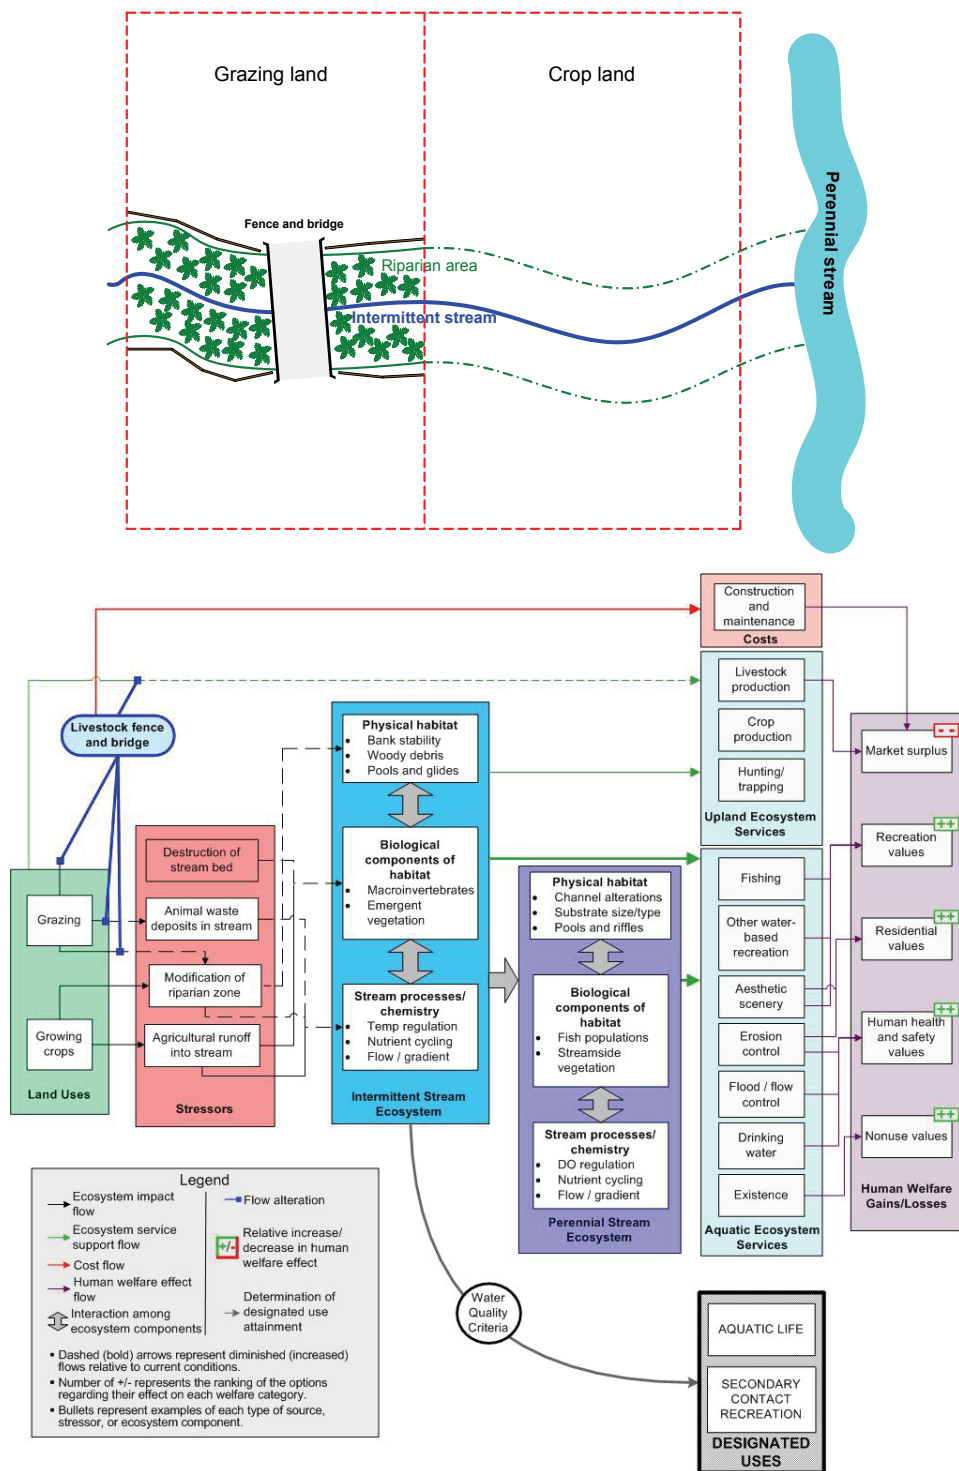 Grazing land
Crop land
Perennial stream
Fence and bridge
Riparian area
Intermittent stream
Construction
and
maintenance
Costs
Livestock
production
Crop
production
Hunting/
trapping
Upland Ecosystem
Services
Livestock fence
and bridge
Physical habitat
• Bank stability
• Woody debris
• Pools and glides
Biological
components of
habitat
• Macroinvertebrates
• Emergent
vegetation
Stream processes/
chemistry
• Temp regulation
• Nutrient cycling
• Flow / gradient
Intermittent Stream
Ecosystem
Destruction of
stream bed
Animal waste
deposits in stream
Modification of
riparian zone
Agricultural runoff
into stream
Stressors
Grazing
Growing
crops
Land Uses
Physical habitat
• Channel alterations
• Substrate size/type
• Pools and riffles
Biological
components of
habitat
• Fish populations
• Streamside
vegetation
Stream processes/
chemistry
• DO regulation
• Nutrient cycling
• Flow / gradient
Perennial Stream
Ecosystem
Fishing
Other water-
based
recreation
Aesthetic
scenery
Erosion
control
Flood / flow
control
Drinking
water
Existence
Aquatic Ecosystem
Services
- -
Market surplus
++
Recreation
values
++
Residential
values
++
Human health
and safety
values
++
Nonuse values
Human Welfare
Gains/Losses
Legend
Ecosystem impact
flow
Ecosystem service
support flow
Cost flow
Human welfare effect
flow
Interaction among
ecosystem components
Flow alteration
+/-
Relative increase/
decrease in human
welfare effect
Determination of
designated use
attainment
▪ Dashed (bold) arrows represent diminished (increased)
flows relative to current conditions.
▪ Number of +/- represents the ranking of the options
regarding their effect on each welfare category.
▪ Bullets represent examples of each type of source,
stressor, or ecosystem component.
Water
Quality
Criteria
AQUATIC LIFE
SECONDARY
CONTACT
RECREATION
DESIGNATED
USES